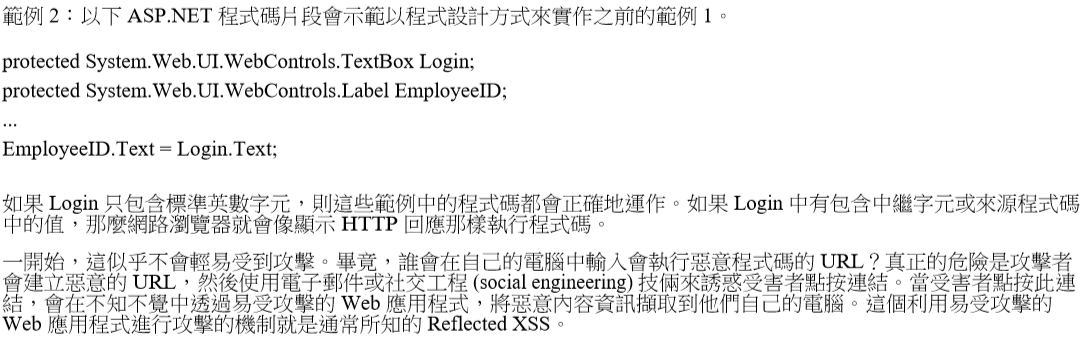 範例 2：以下 ASP.NET 程式碼片段會示範以程式設計方式來實作之前的範例 1。
protected System.Web.UI.WebControls.TextBox Login;
protected System.Web.UI.WebControls.Label EmployeeID;
...
EmployeeID.Text = Login.Text;
如果 Login 只包含標準英數字元，則這些範例中的程式碼都會正確地運作。如果 Login 中有包含中繼字元或來源程式碼
中的值，那麼網路瀏覽器就會像顯示 HTTP 回應那樣執行程式碼。
一開始，這似乎不會輕易受到攻擊。畢竟，誰會在自己的電腦中輸入會執行惡意程式碼的 URL？真正的危險是攻擊者
會建立惡意的 URL，然後使用電子郵件或社交工程 (social engineering) 技倆來誘惑受害者點按連結。當受害者點按此連
結，會在不知不覺中透過易受攻擊的 Web 應用程式，將惡意內容資訊擷取到他們自己的電腦。這個利用易受攻擊的
Web 應用程式進行攻擊的機制就是通常所知的 Reflected XSS。